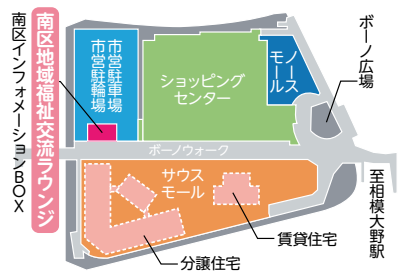 南区インフォメーションBOX
南区地域福祉交流ラウンジ
市営駐車場
市営駐輪場
ショッピング
センター
ノース
モール
ボーノ広場
ボーノウォーク
サウス
モール
至相模大野駅
賃貸住宅
分譲住宅